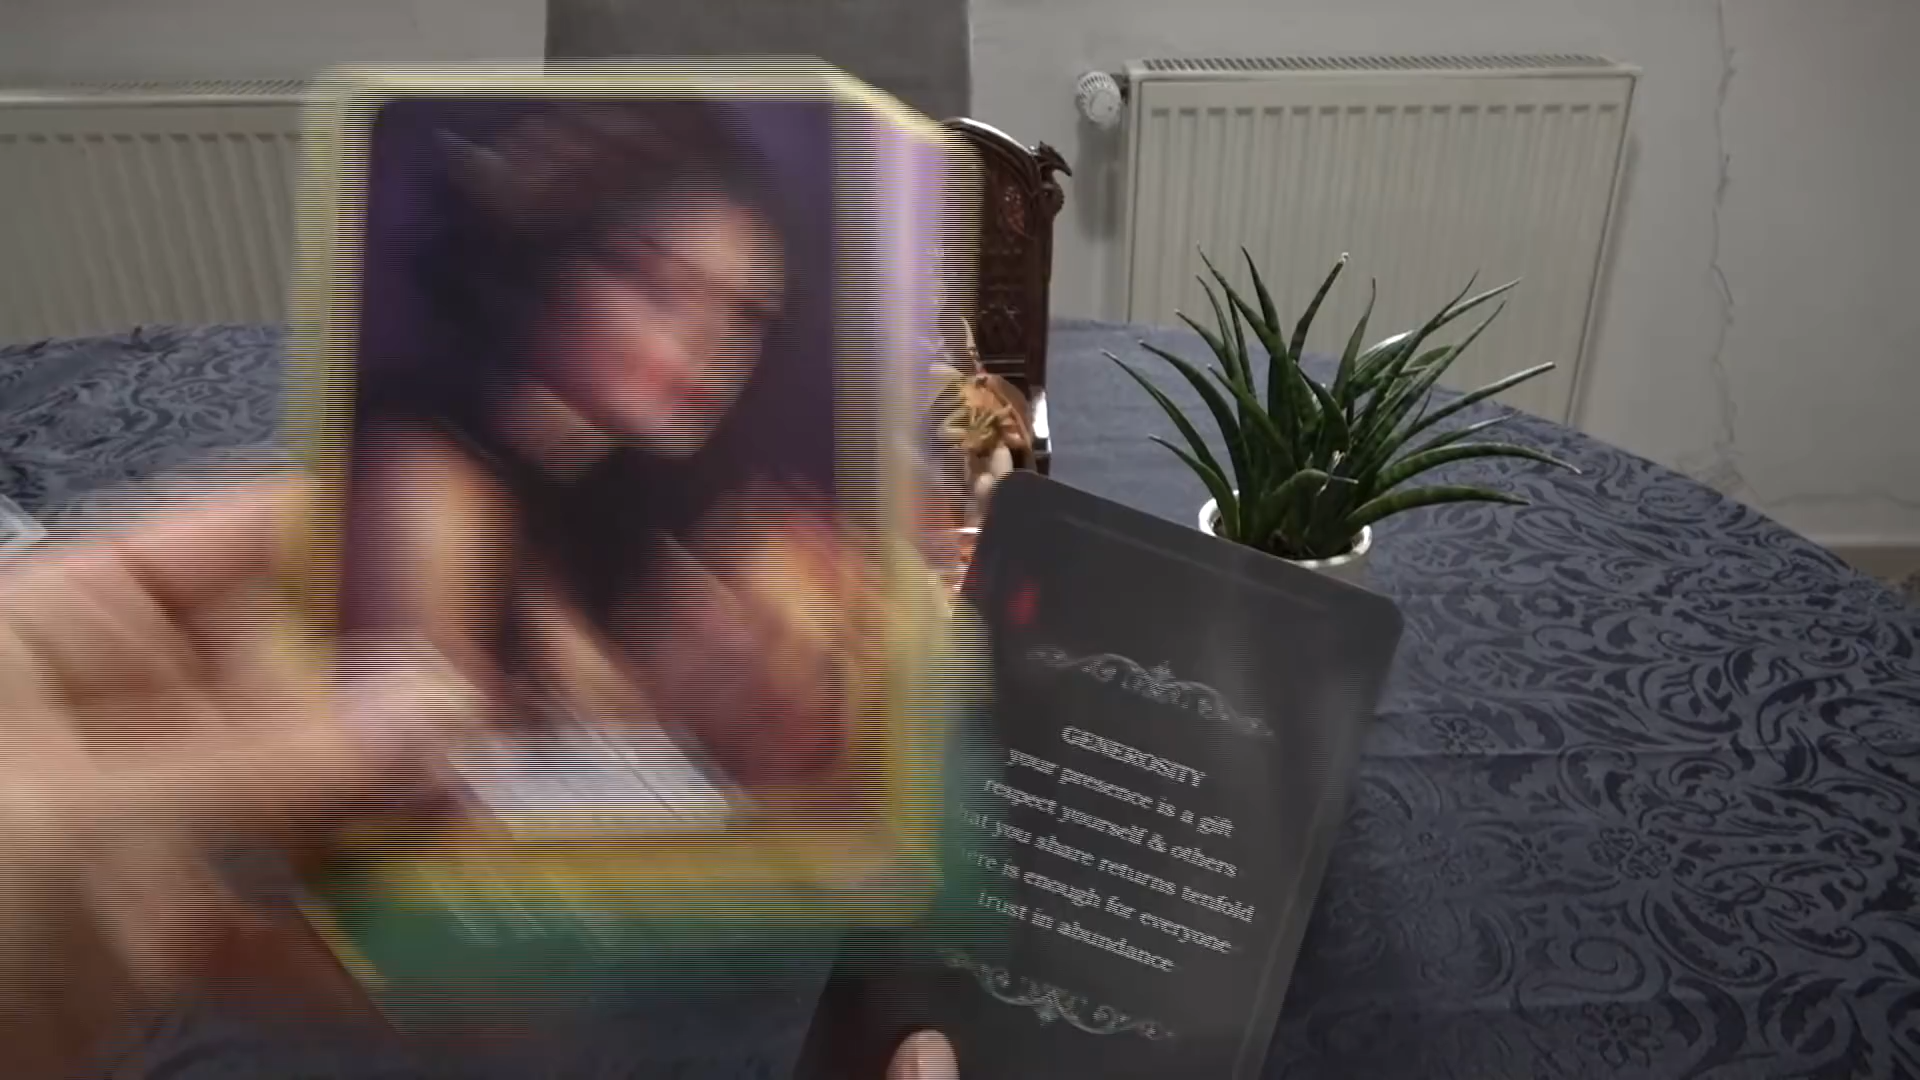 GENEROSITY
your presence is a gift
respect yourself & others
you share returns tenfold
is enough for everyone
trust in abundance